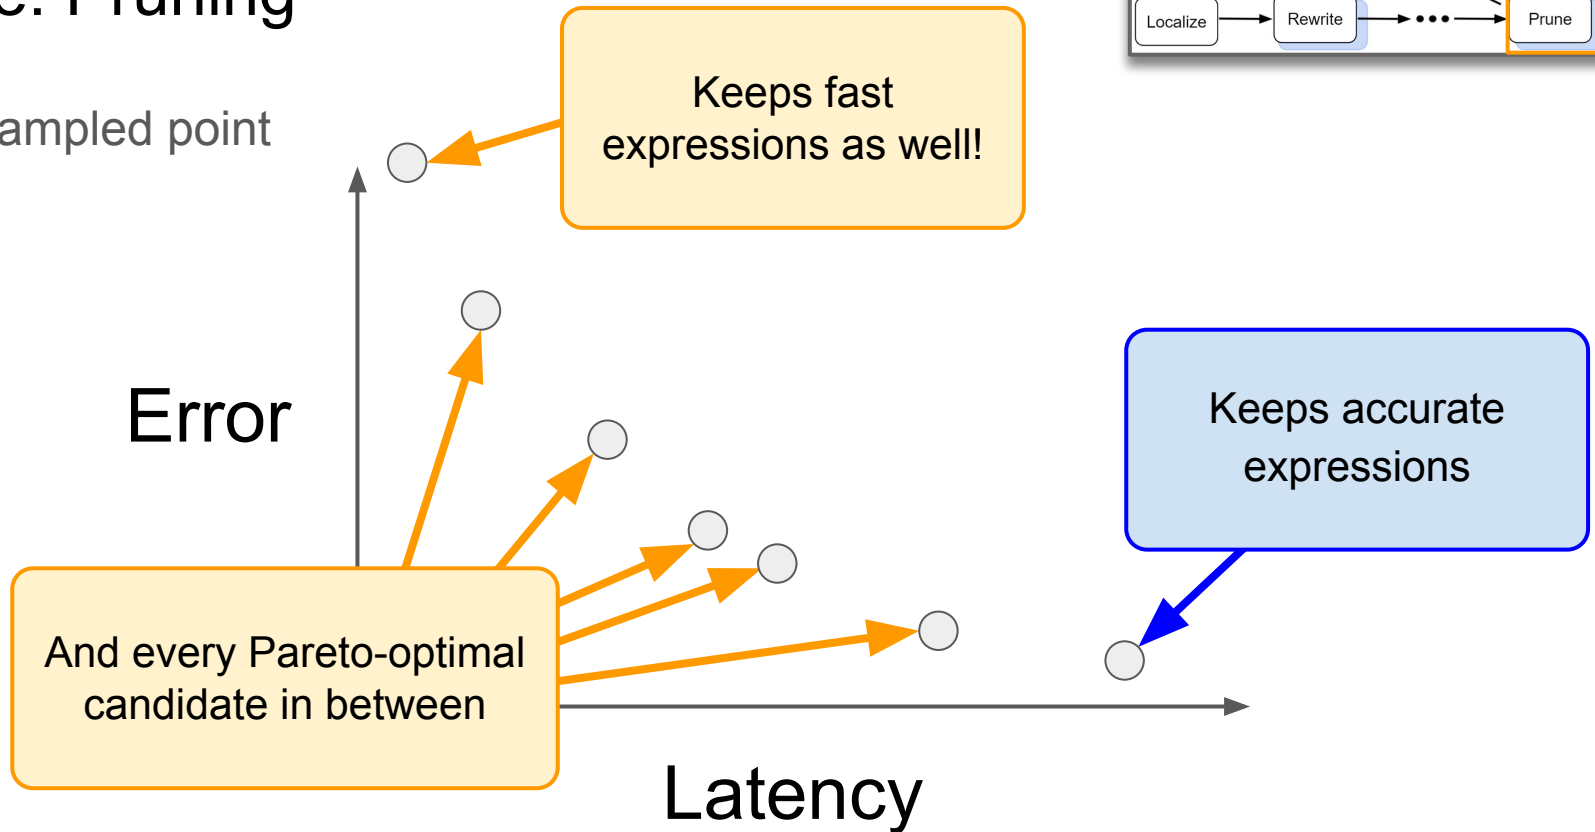 c: Pruning
ampled point
Localize
Rewrite
Prune
Keeps fast
expressions as well!
Error
Keeps accurate
expressions
And every Pareto-optimal
candidate in between
Latency